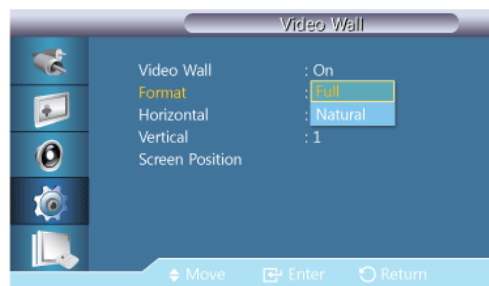 Video Wall
Video Wall : On
Format : Full
Horizontal : Natural
Vertical : 1
Screen Position
Move Enter Return